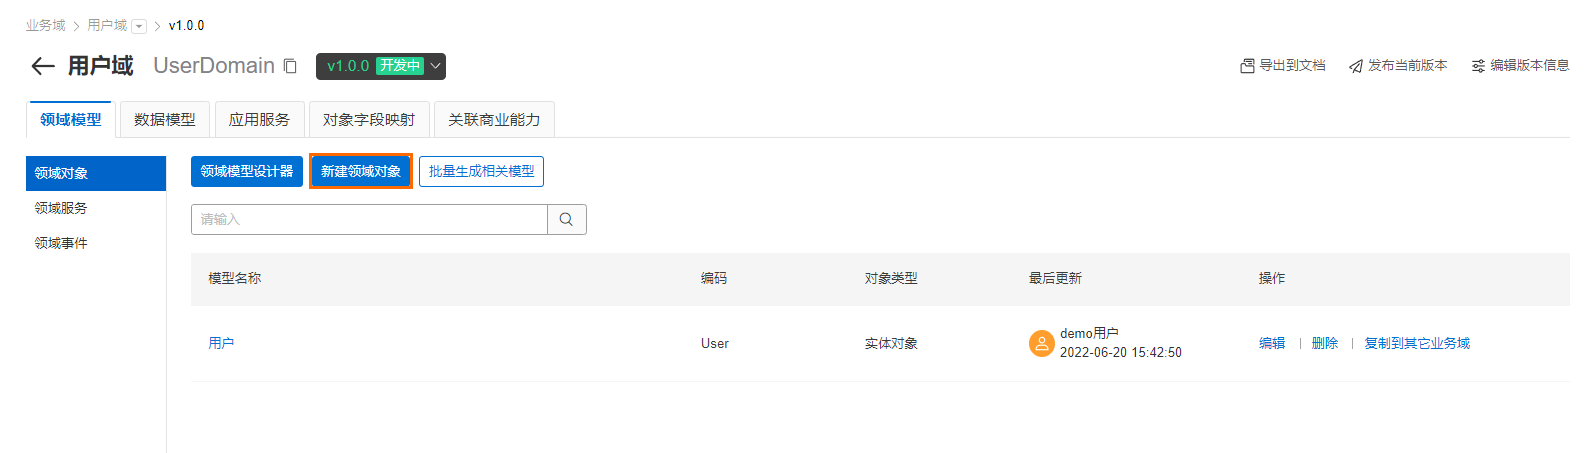 业务域 > 用户域 > v1.0.0
用户域 UserDomain v1.0.0 开发中
导出到文档 发布当前版本 编辑版本信息
领域模型 数据模型 应用服务 对象字段映射 关联商业能力
领域对象
领域服务
领域事件
领域模型设计器 新建领域对象 批量生成相关模型
请输入
模型名称 编码 对象类型 最后更新 操作
用户 User 实体对象 demo用户 编辑 | 删除 | 复制到其它业务域
2022-06-20 15:42:50